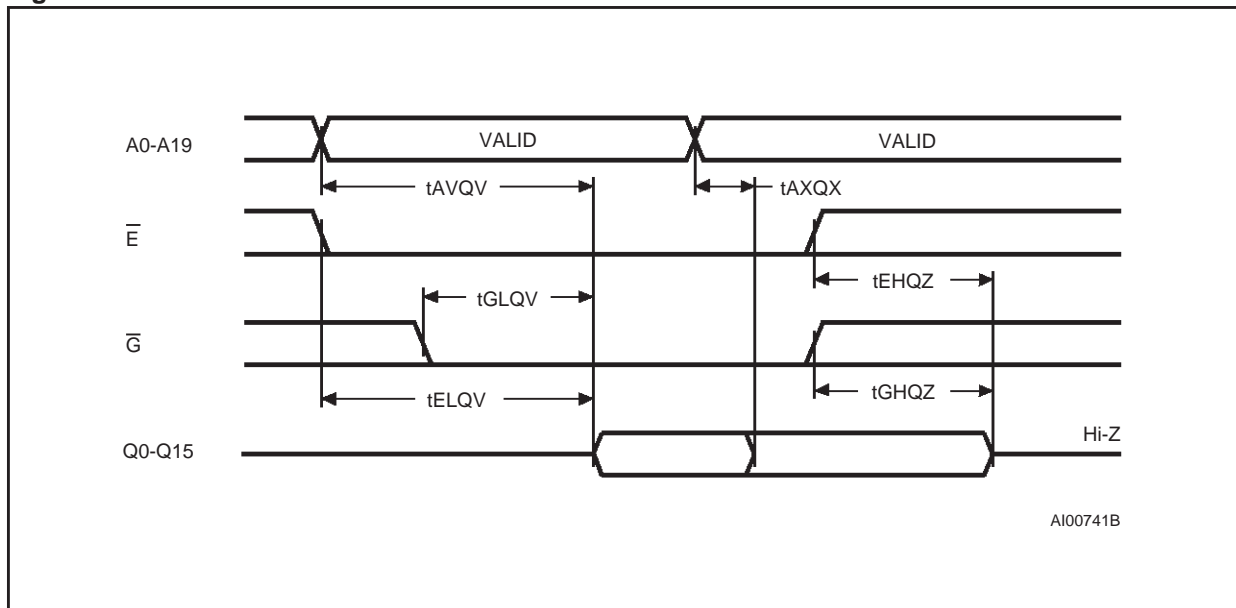 A0-A19
VALID
VALID
tAVQV
tAXQX
E̅
tEHQZ
tGLQV
G̅
tGHQZ
tELQV
Q0-Q15
Hi-Z
AI00741B